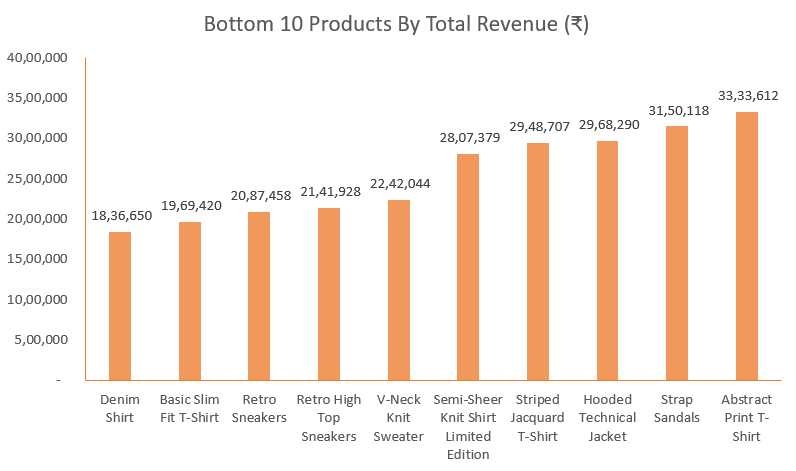 Bottom 10 Products By Total Revenue (₹)
40,00,000
35,00,000
30,00,000
25,00,000
20,00,000
15,00,000
10,00,000
5,00,000
-
18,36,650
19,69,420
20,87,458
21,41,928
22,42,044
28,07,379
29,48,707
29,68,290
31,50,118
33,33,612
Denim
Shirt
Basic Slim
Fit T-Shirt
Retro
Sneakers
Retro High
Top
Sneakers
V-Neck
Knit
Sweater
Semi-Sheer
Knit Shirt
Limited
Edition
Striped
Jacquard
T-Shirt
Hooded
Technical
Jacket
Strap
Sandals
Abstract
Print T-
Shirt